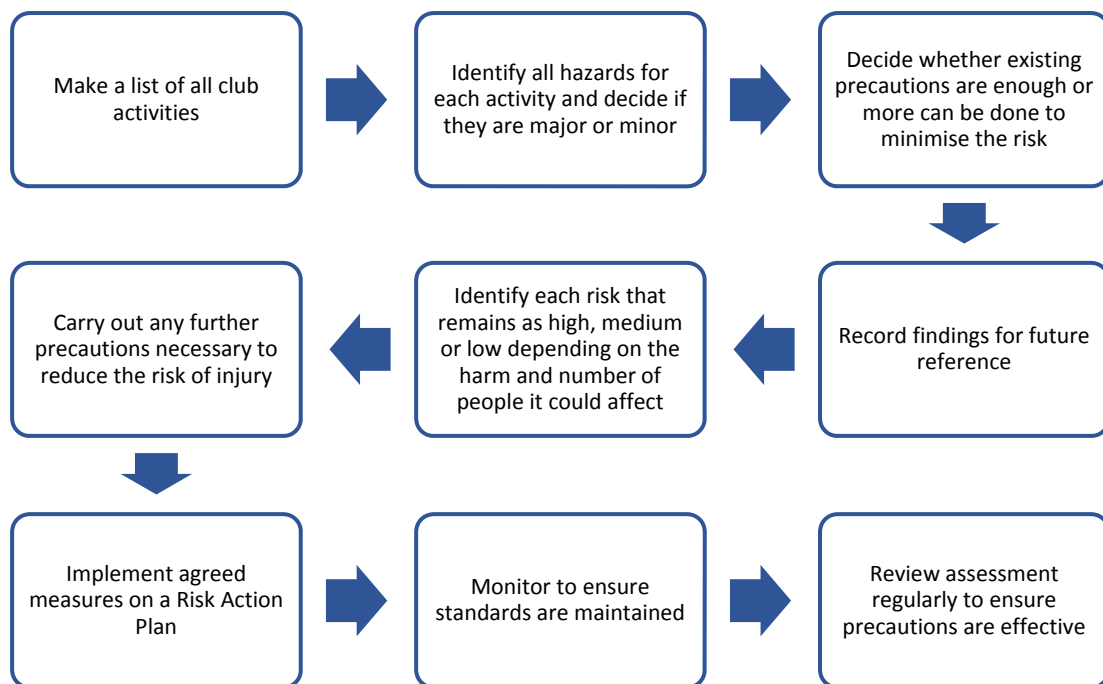 Make a list of all club
activities
Identify all hazards for
each activity and decide if
they are major or minor
Decide whether existing
precautions are enough or
more can be done to
minimise the risk
Record findings for future
reference
Identify each risk that
remains as high, medium
or low depending on the
harm and number of
people it could affect
Carry out any further
precautions necessary to
reduce the risk of injury
Implement agreed
measures on a Risk Action
Plan
Monitor to ensure
standards are maintained
Review assessment
regularly to ensure
precautions are effective